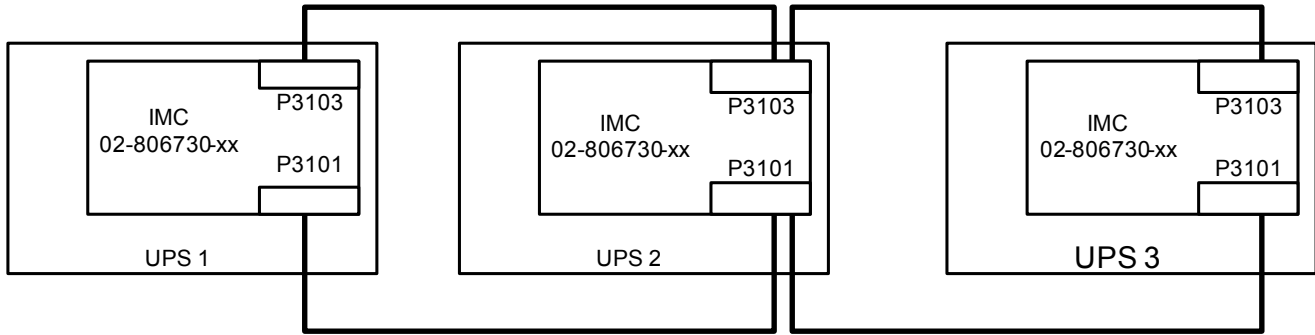 IMC
02-806730-xx
P3103
P3101
UPS 1
IMC
02-806730-xx
P3103
P3101
UPS 2
IMC
02-806730-xx
P3103
P3101
UPS 3